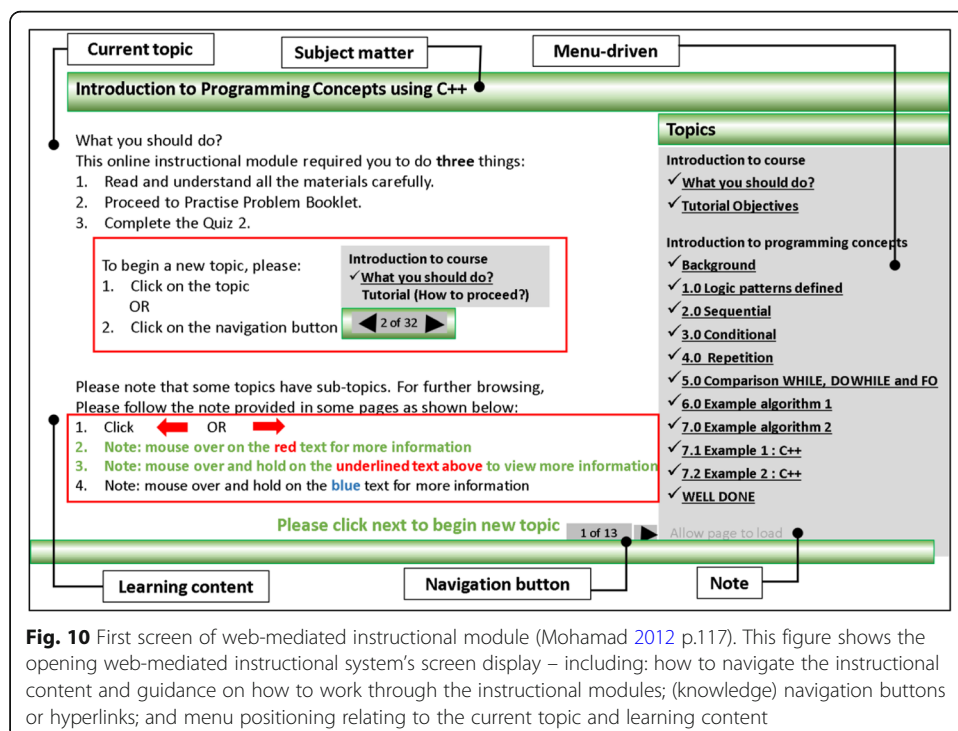 Current topic
Subject matter
Menu-driven
Introduction to Programming Concepts using C++
What you should do?
This online instructional module required you to do three things:
1. Read and understand all the materials carefully.
2. Proceed to Practise Problem Booklet.
3. Complete the Quiz 2.
To begin a new topic, please:
1. Click on the topic
OR
2. Click on the navigation button
Introduction to course
✓What you should do?
Tutorial (How to proceed?)
2 of 32
Please note that some topics have sub-topics. For further browsing,
Please follow the note provided in some pages as shown below:
1. Click OR
2. Note: mouse over on the red text for more information
3. Note: mouse over and hold on the underlined text above to view more information
4. Note: mouse over and hold on the blue text for more information
Please click next to begin new topic
1 of 13
Topics
Introduction to course
✓What you should do?
✓Tutorial Objectives
Introduction to programming concepts
✓Background
✓1.0 Logic patterns defined
✓2.0 Sequential
✓3.0 Conditional
✓4.0 Repetition
✓5.0 Comparison WHILE, DOWHILE and FO
✓6.0 Example algorithm 1
✓7.0 Example algorithm 2
✓7.1 Example 1 : C++
✓7.2 Example 2 : C++
✓WELL DONE
Allow page to load
Learning content
Navigation button
Note
Fig. 10 First screen of web-mediated instructional module (Mohamad 2012 p.117). This figure shows the
opening web-mediated instructional system's screen display – including: how to navigate the instructional
content and guidance on how to work through the instructional modules; (knowledge) navigation buttons
or hyperlinks; and menu positioning relating to the current topic and learning content